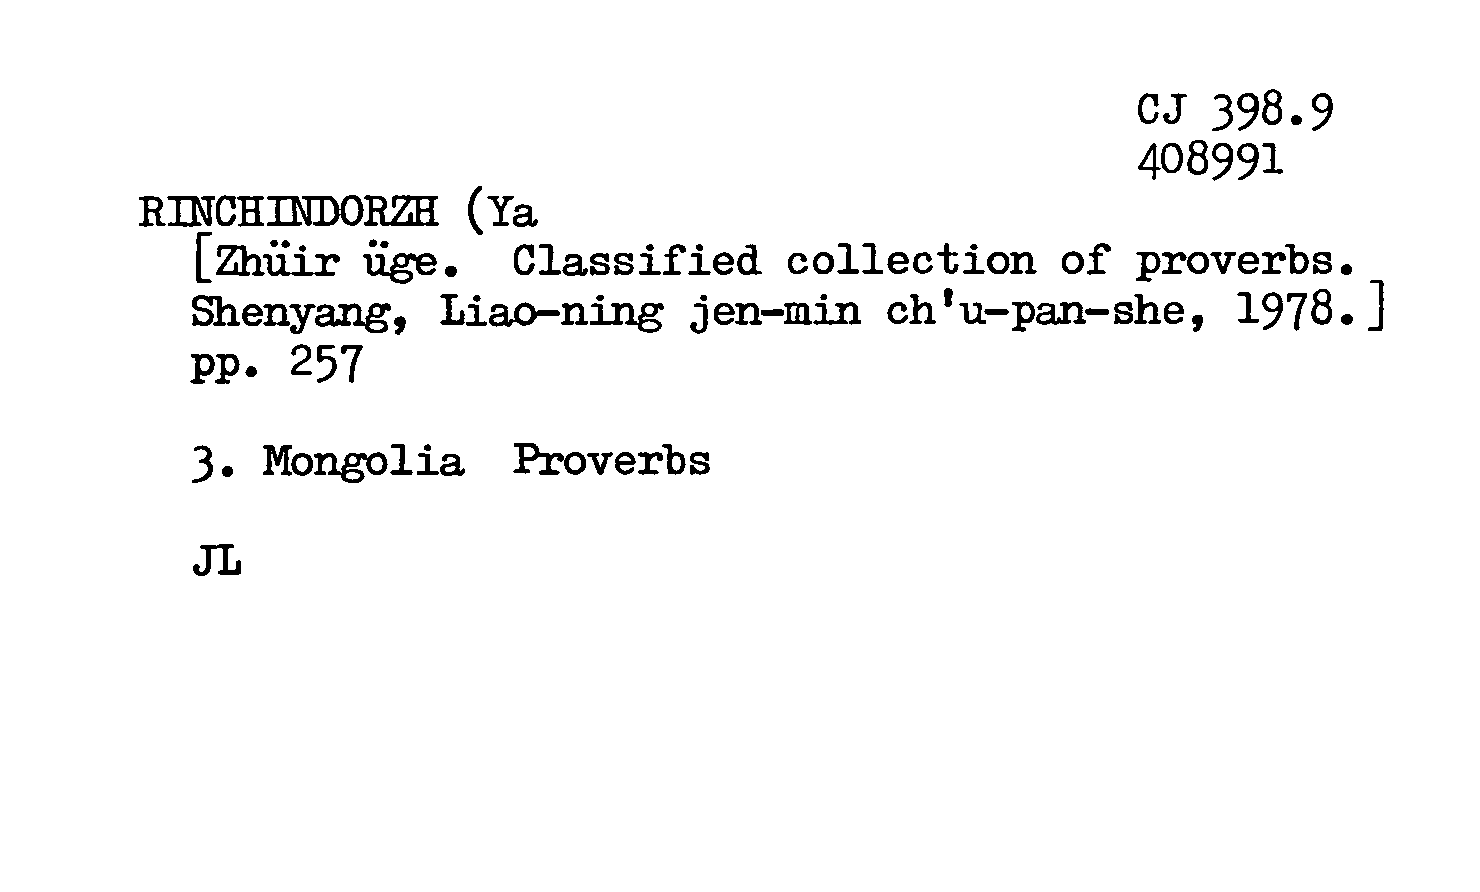 CJ 398.9
408991
RINCHINDORZH (Ya
[Zhüir üge. Classified collection of proverbs.
Shenyang, Liao-ning jen-min ch'u-pan-she, 1978.]
pp. 257
3. Mongolia Proverbs
JL